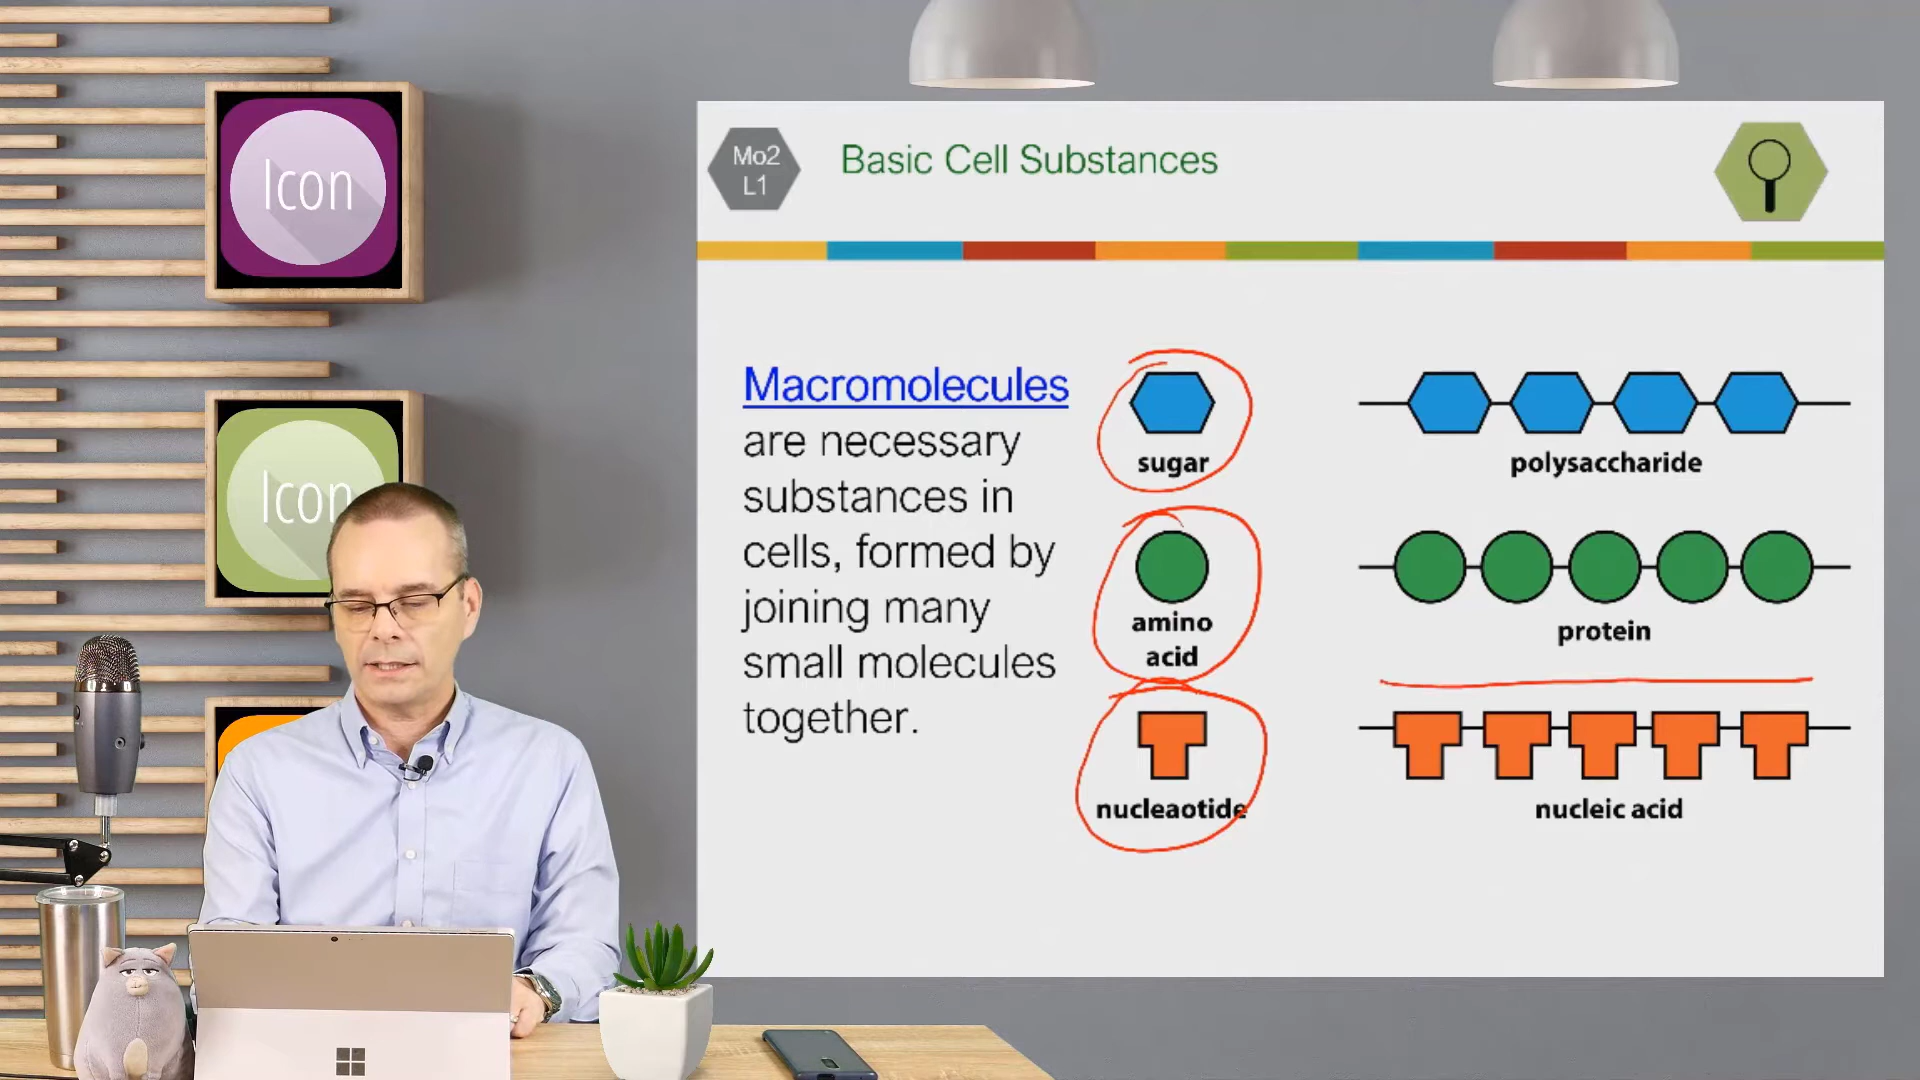 Icon
Icon
Mo2
L1
Basic Cell Substances
Macromolecules
are necessary
substances in
cells, formed by
joining many
small molecules
together.
sugar
polysaccharide
amino
acid
protein
nucleaotide
nucleic acid